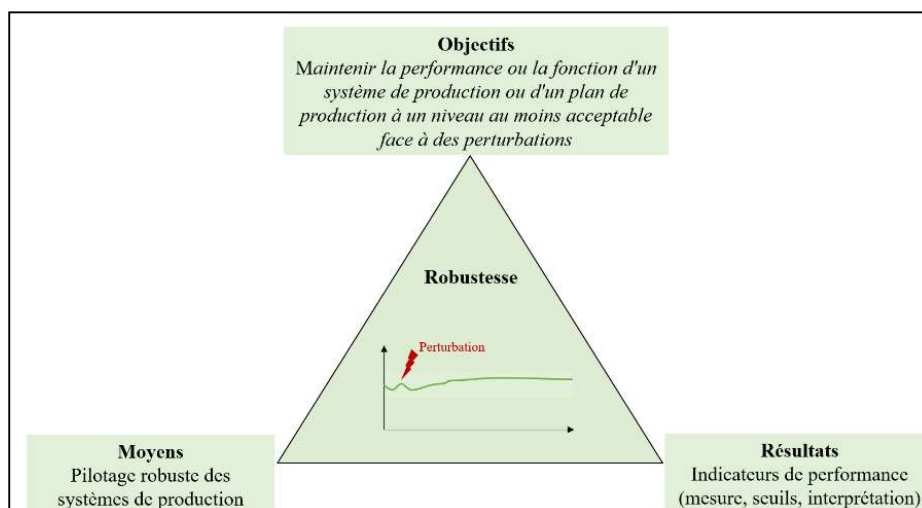 Objectifs
Maintenir la performance ou la fonction d'un
système de production ou d'un plan de
production à un niveau au moins acceptable
face à des perturbations
Robustesse
Perturbation
Moyens
Pilotage robuste des
systèmes de production
Résultats
Indicateurs de performance
(mesure, seuils, interprétation)